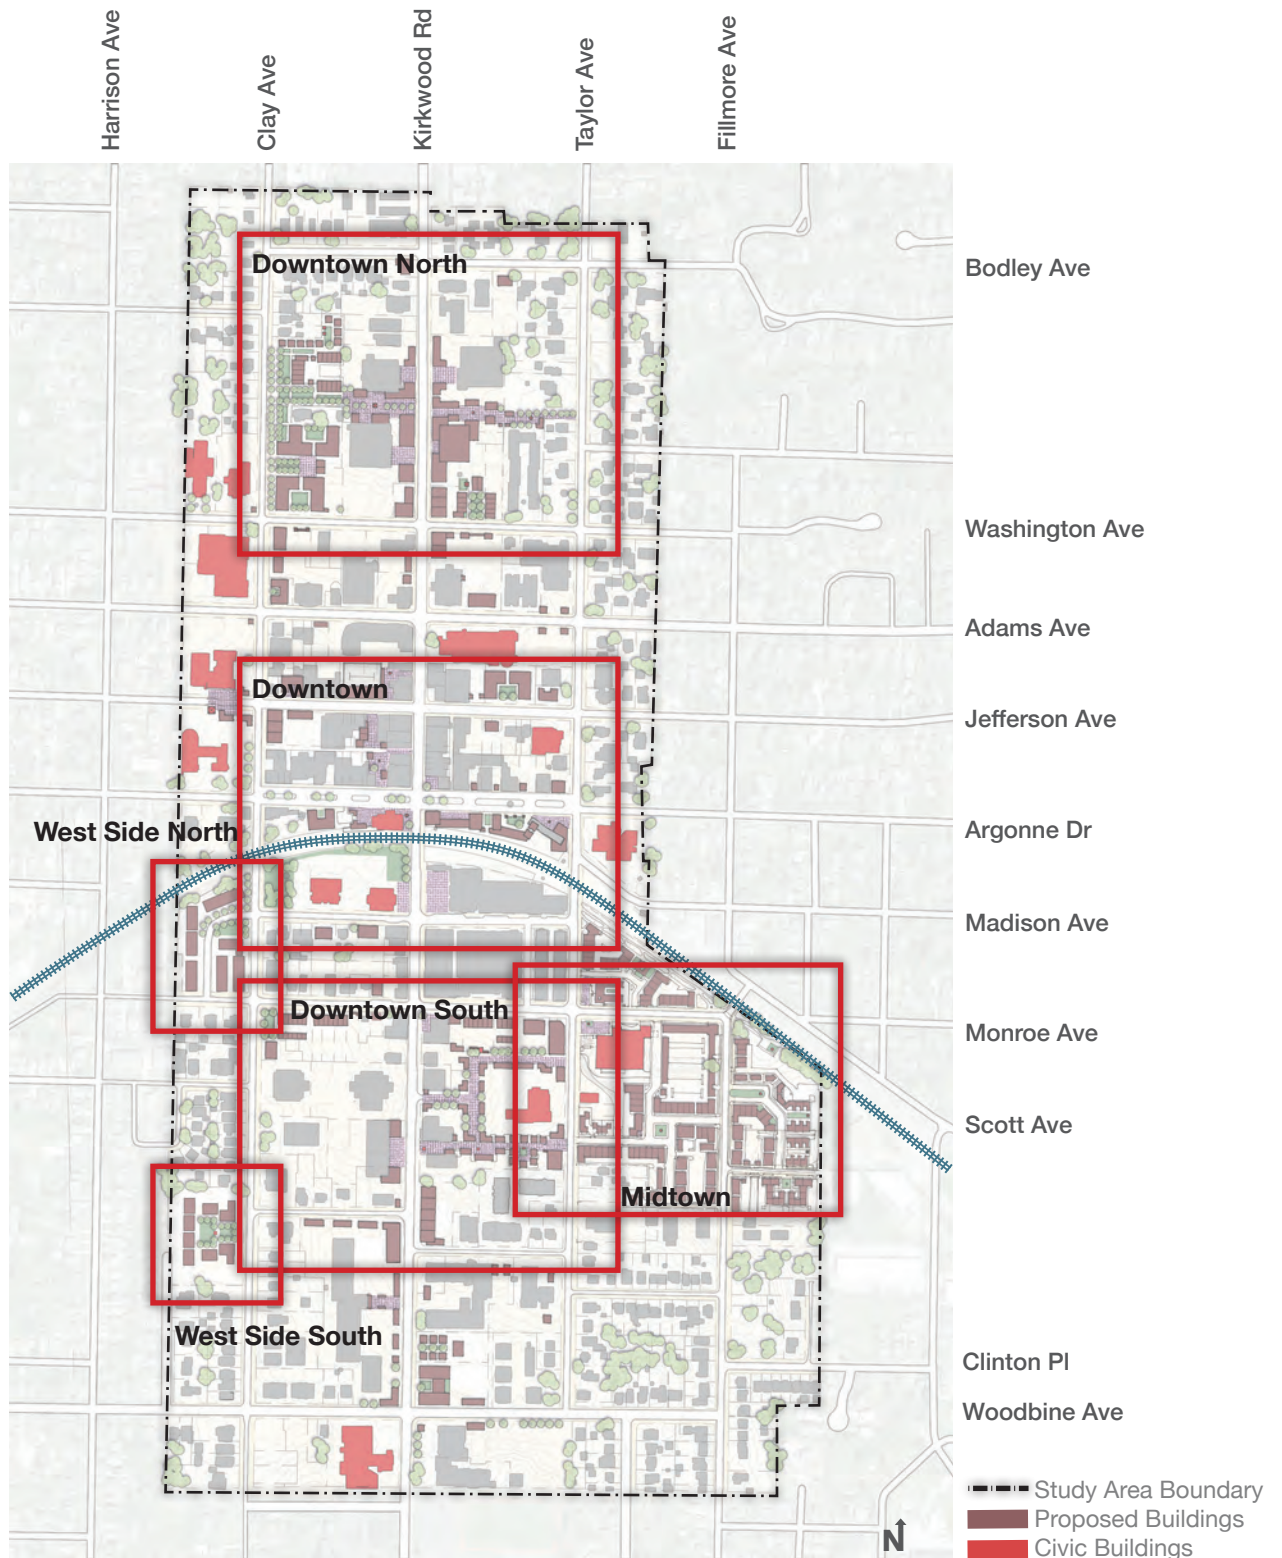 Harrison Ave
Clay Ave
Kirkwood Rd
Taylor Ave
Fillmore Ave
Downtown North
Bodley Ave
Washington Ave
Adams Ave
Downtown
Jefferson Ave
West Side North
Argonne Dr
Madison Ave
Downtown South
Monroe Ave
Scott Ave
Midtown
West Side South
Clinton Pl
Woodbine Ave
Study Area Boundary
Proposed Buildings
Civic Buildings
N